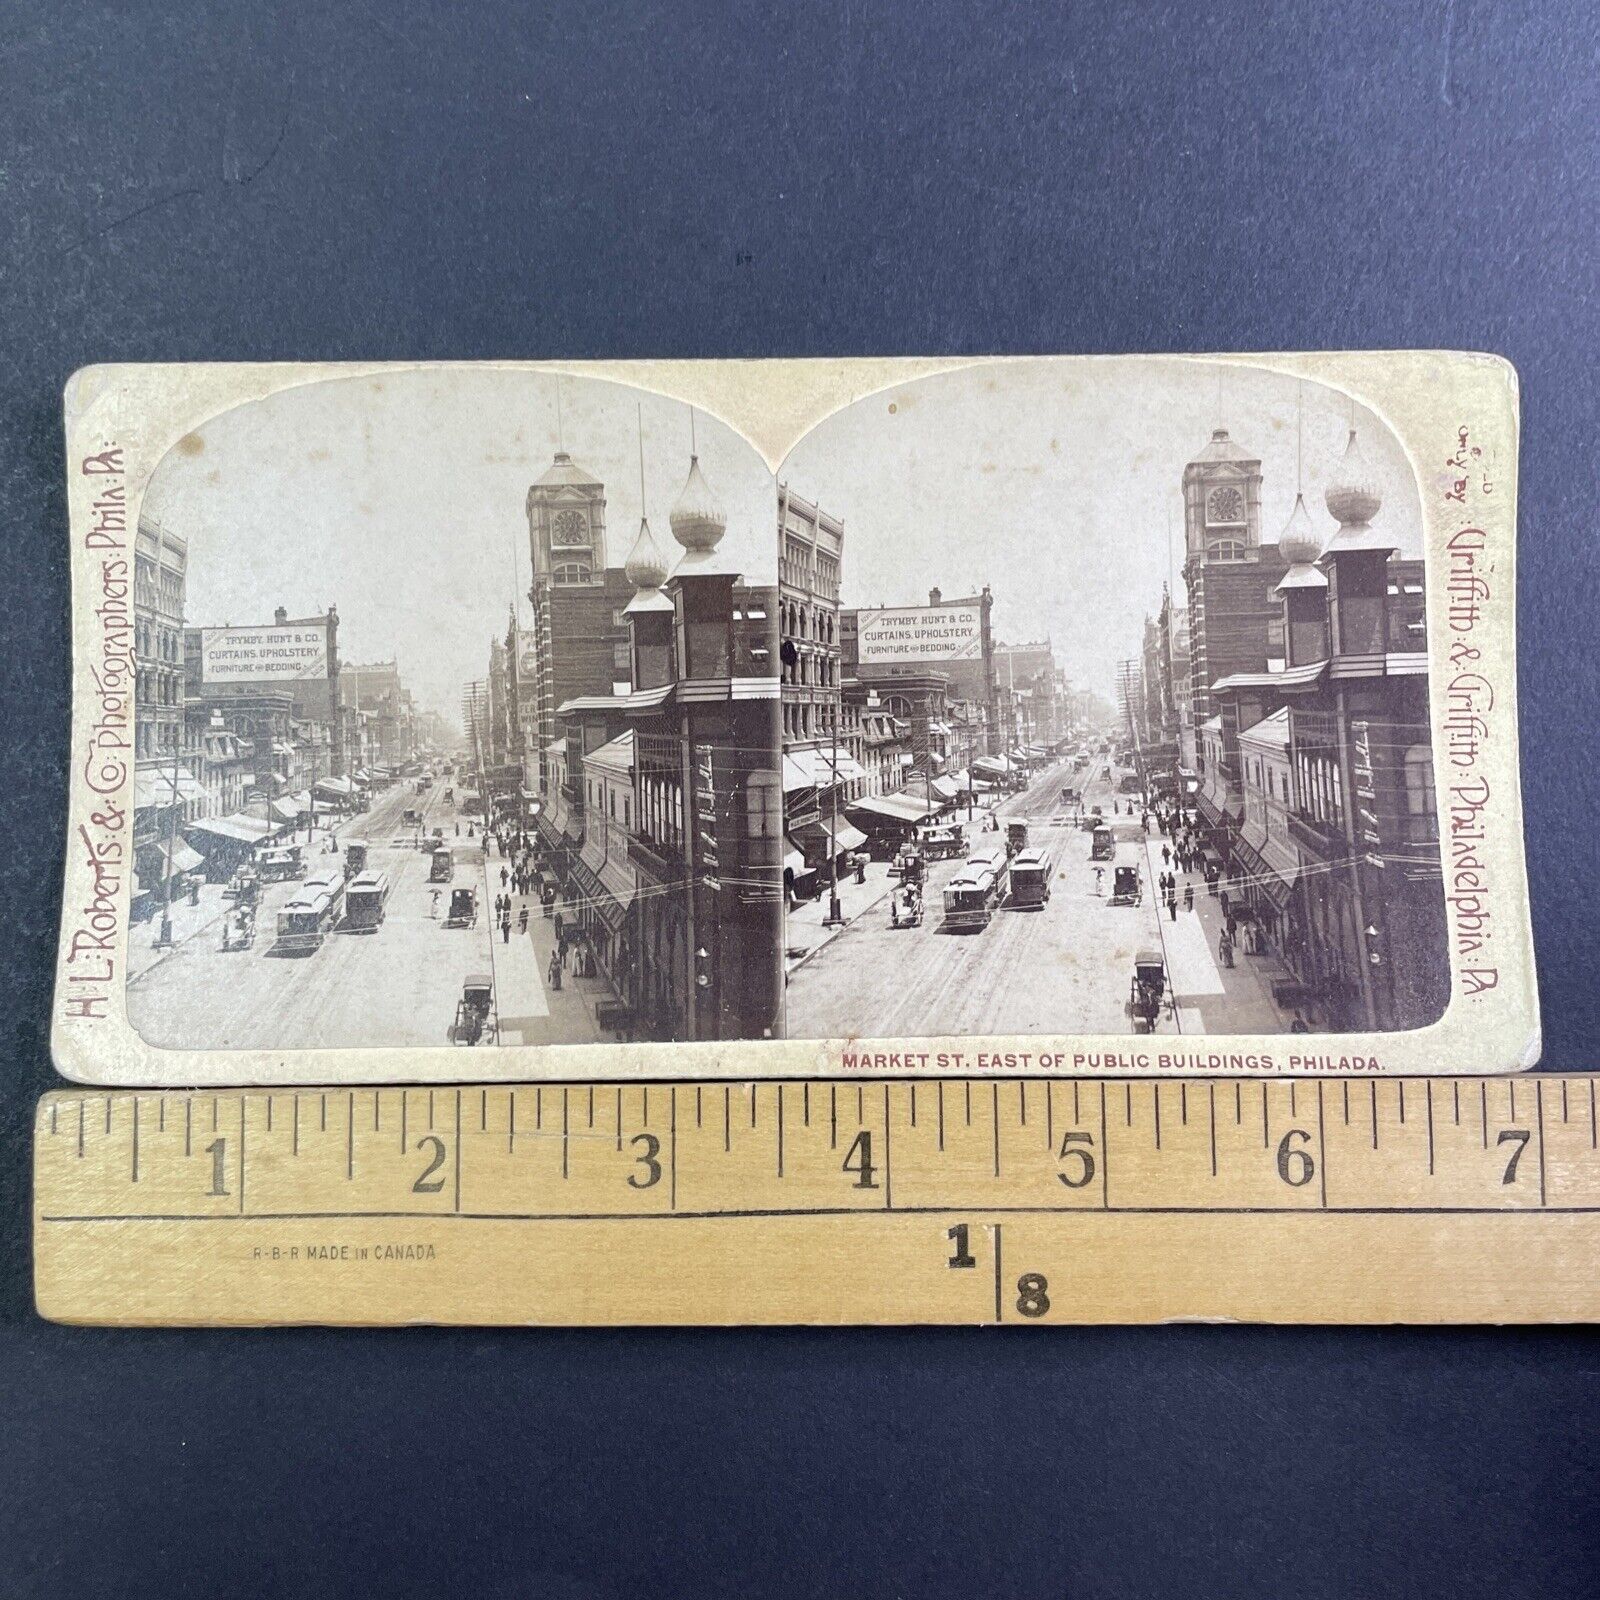 H.L. Roberts & Co. Photographers. Phila. Pa.
TRYMBY, HUNT & CO.
CURTAINS, UPHOLSTERY
FURNITURE AND BEDDING
TRYMBY, HUNT & CO.
CURTAINS, UPHOLSTERY
FURNITURE AND BEDDING
BY Griffith & Griffith Philadelphia Pa
MARKET ST. EAST OF PUBLIC BUILDINGS, PHILADA.
1 2 3 4 5 6 7
R-B-R MADE IN CANADA
1
8